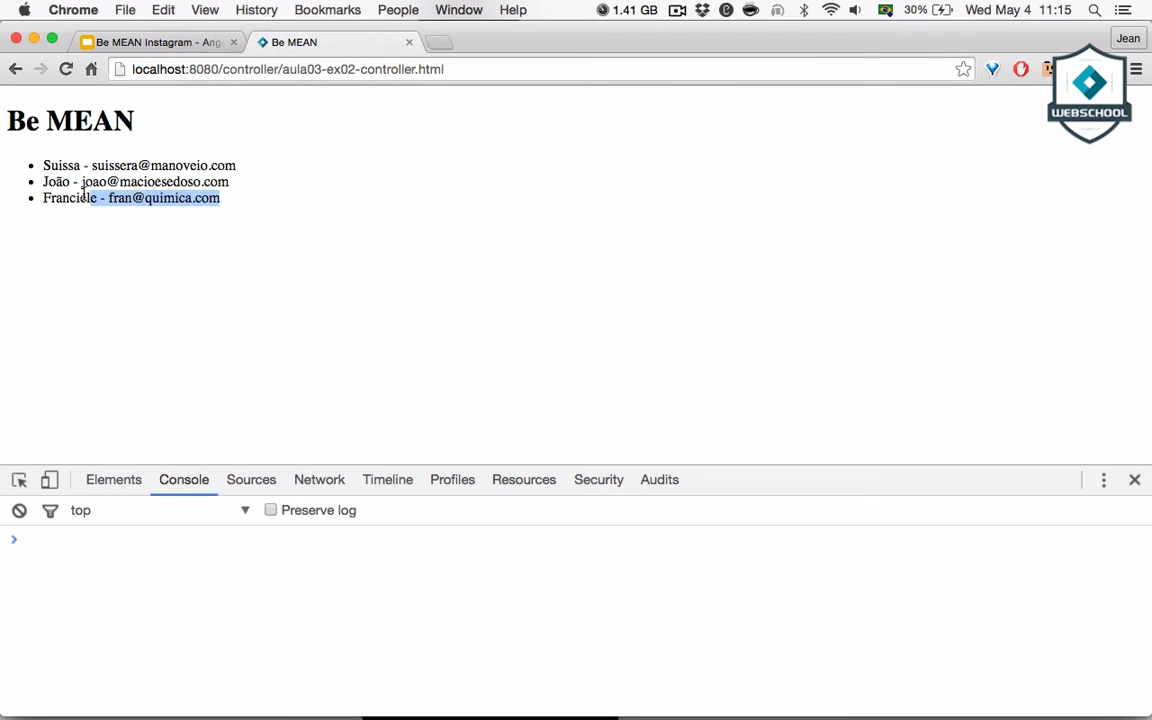 Chrome File Edit View History Bookmarks People Window Help 1.41 GB 30% Wed May 4 11:15
Be MEAN Instagram - Ang
Be MEAN
Jean
localhost:8080/controller/aula03-ex02-controller.html
WEBSCHOOL
Be MEAN
Suissa - suissera@manoveio.com
João - joao@macioesedoso.com
- fran@quimica.com
Elements Console Sources Network Timeline Profiles Resources Security Audits
top Preserve log